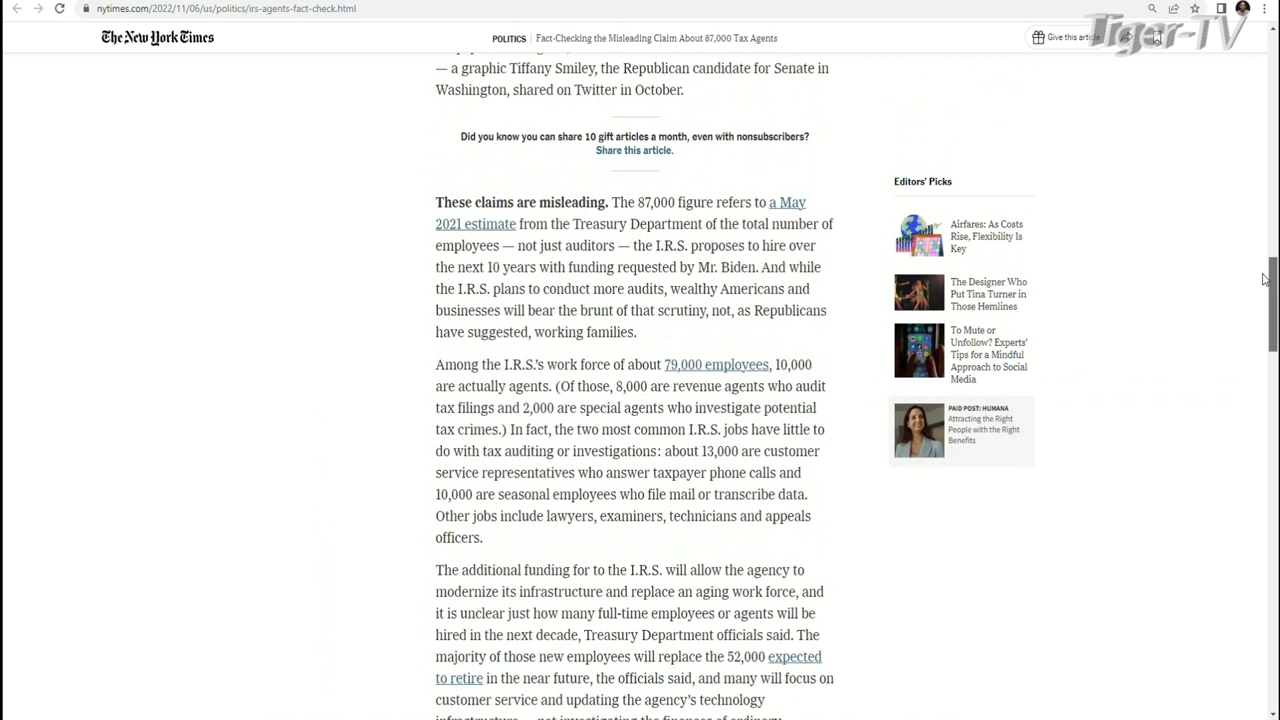 nytimes.com/2022/11/06/us/politics/irs-agents-fact-check.html
Tiger-TV
The New York Times
POLITICS | Fact-Checking the Misleading Claim About 87,000 Tax Agents
Give this article
— a graphic Tiffany Smiley, the Republican candidate for Senate in
Washington, shared on Twitter in October.
Did you know you can share 10 gift articles a month, even with nonsubscribers?
Share this article.
These claims are misleading. The 87,000 figure refers to a May
2021 estimate from the Treasury Department of the total number of
employees — not just auditors — the I.R.S. proposes to hire over
the next 10 years with funding requested by Mr. Biden. And while
the I.R.S. plans to conduct more audits, wealthy Americans and
businesses will bear the brunt of that scrutiny, not, as Republicans
have suggested, working families.
Among the I.R.S.'s work force of about 79,000 employees, 10,000
are actually agents. (Of those, 8,000 are revenue agents who audit
tax filings and 2,000 are special agents who investigate potential
tax crimes.) In fact, the two most common I.R.S. jobs have little to
do with tax auditing or investigations: about 13,000 are customer
service representatives who answer taxpayer phone calls and
10,000 are seasonal employees who file mail or transcribe data.
Other jobs include lawyers, examiners, technicians and appeals
officers.
The additional funding for to the I.R.S. will allow the agency to
modernize its infrastructure and replace an aging work force, and
it is unclear just how many full-time employees or agents will be
hired in the next decade, Treasury Department officials said. The
majority of those new employees will replace the 52,000 expected
to retire in the near future, the officials said, and many will focus on
customer service and updating the agency's technology
infrastructure — not investigating the finances of ordinary
Editors' Picks
Airfares: As Costs
Rise, Flexibility Is
Key
The Designer Who
Put Tina Turner in
Those Hemlines
To Mute or
Unfollow? Experts'
Tips for a Mindful
Approach to Social
Media
PAID POST: HUMANA
Attracting the Right
People with the Right
Benefits